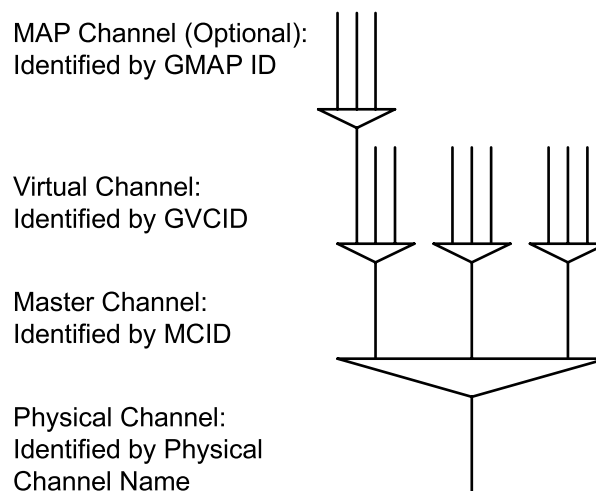 MAP Channel (Optional):
Identified by GMAP ID
Virtual Channel:
Identified by GVCID
Master Channel:
Identified by MCID
Physical Channel:
Identified by Physical
Channel Name